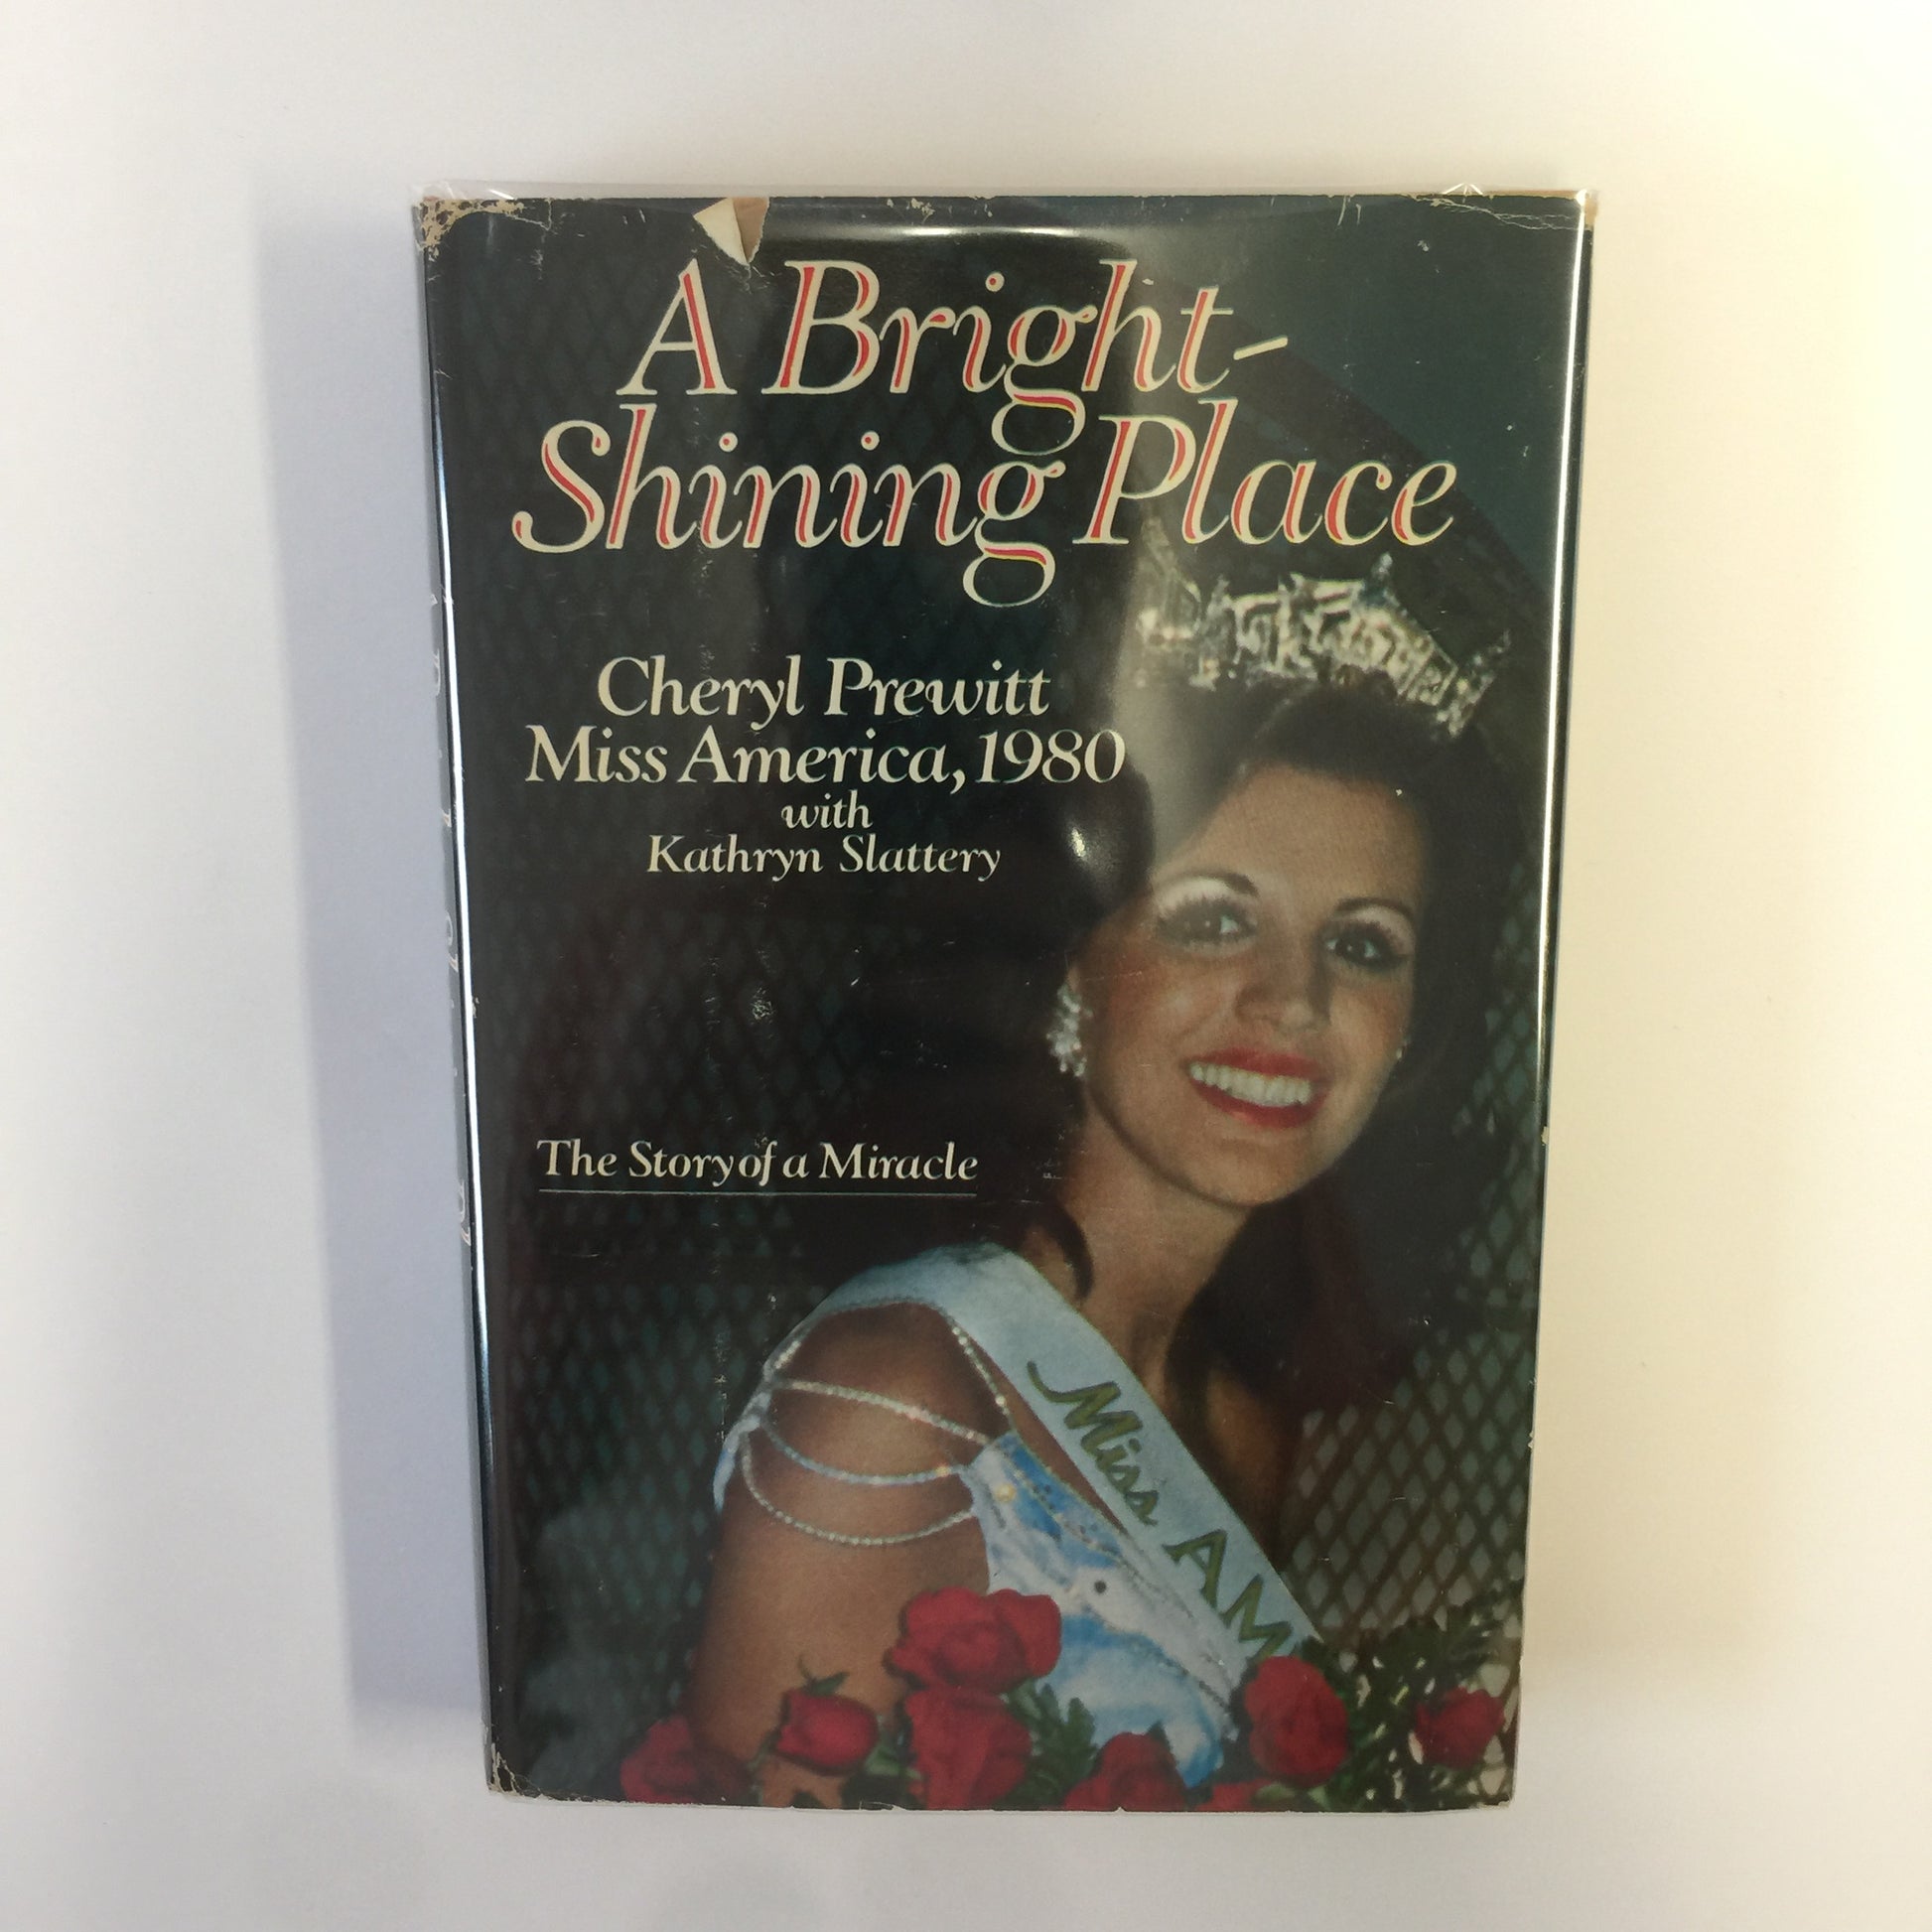 A Bright-
Shining Place
Cheryl Prewitt
Miss America, 1980
with
Kathryn Slattery
The Story of a Miracle
Miss AM